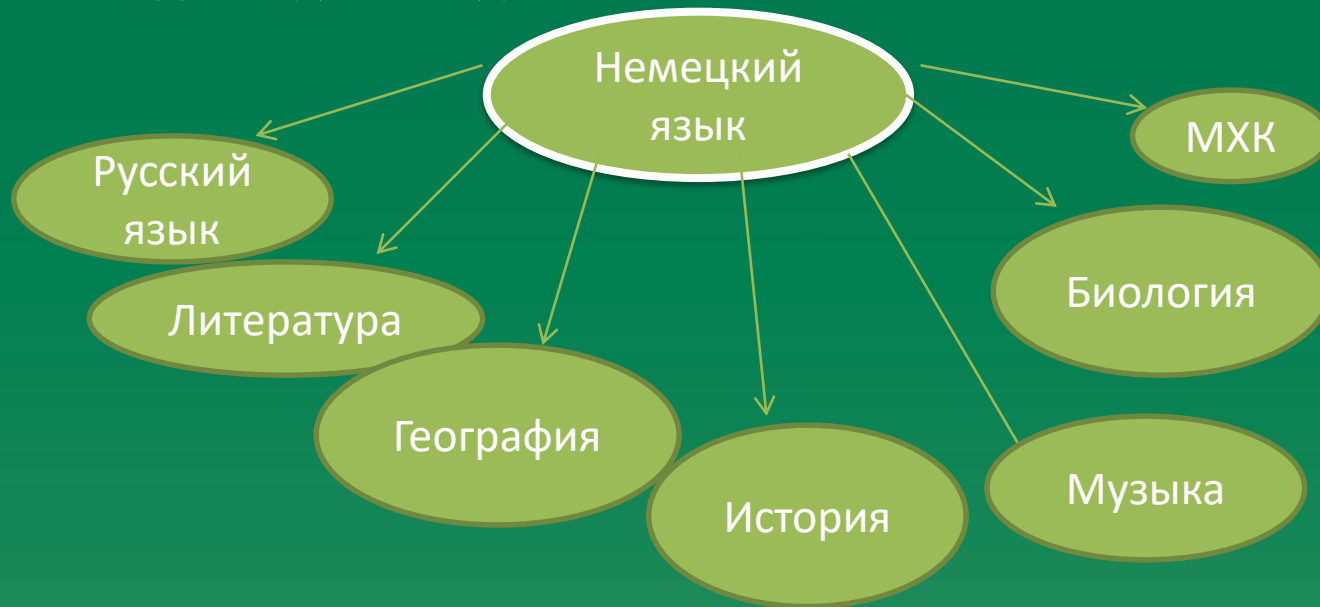 Немецкий
язык
МХК
Русский
язык
Биология
Литература
География
Музыка
История